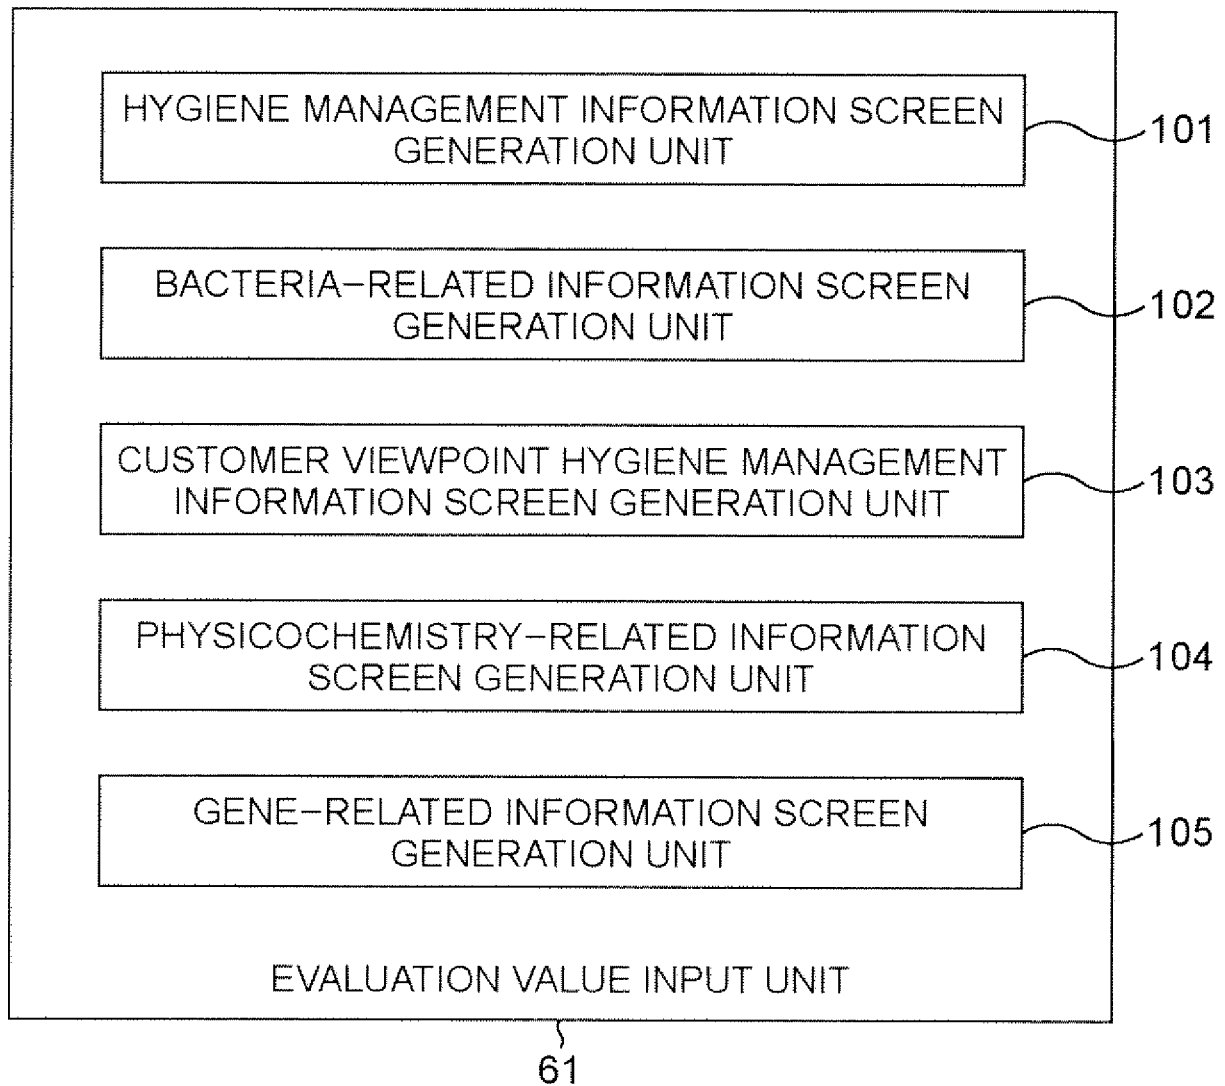 HYGIENE MANAGEMENT INFORMATION SCREEN
GENERATION UNIT
101
BACTERIA–RELATED INFORMATION SCREEN
GENERATION UNIT
102
CUSTOMER VIEWPOINT HYGIENE MANAGEMENT
INFORMATION SCREEN GENERATION UNIT
103
PHYSICOCHEMISTRY–RELATED INFORMATION
SCREEN GENERATION UNIT
104
GENE–RELATED INFORMATION SCREEN
GENERATION UNIT
105
EVALUATION VALUE INPUT UNIT
61